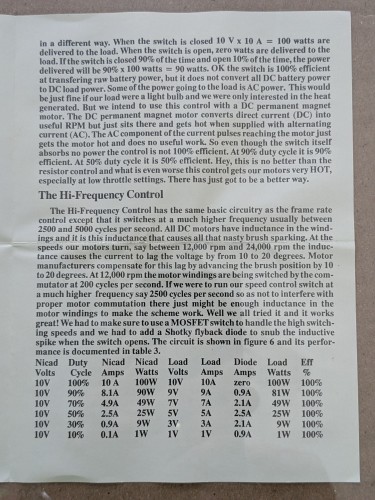 in a different way. When the switch is closed 10 V x 10 A = 100 watts are
delivered to the load. When the switch is open, zero watts are delivered to the
load. If the switch is closed 90% of the time and open 10% of the time, the power
delivered will be 90% x 100 watts = 90 watts. OK the switch is 100% efficient
at transfering raw battery power, but it does not convert all DC battery power
to DC load power. Some of the power going to the load is AC power. This would
be just fine if our load were a light bulb and we were only interested in the heat
generated. But we intend to use this control with a DC permanent magnet
motor. The DC permanent magnet motor converts direct current (DC) into
useful RPM but just sits there and gets hot when supplied with alternating
current (AC). The AC component of the current pulses reaching the motor just
gets the motor hot and does no useful work. So even though the switch itself
absorbs no power the control is not 100% efficient. At 90% duty cycle it is 90%
efficient. At 50% duty cycle it is 50% efficient. Hey, this is no better than the
resistor control and what is even worse this control gets our motors very HOT,
especially at low throttle settings. There has just got to be a better way.
The Hi-Frequency Control
The Hi-Frequency Control has the same basic circuitry as the frame rate
control except that it switches at a much higher frequency usually between
2500 and 5000 cycles per second. All DC motors have inductance in the wind-
ings and it is this inductance that causes all that nasty brush sparking. At the
speeds our motors turn, say between 12,000 rpm and 24,000 rpm the induc-
tance causes the current to lag the voltage by from 10 to 20 degrees. Motor
manufacturers compensate for this lag by advancing the brush position by 10
to 20 degrees. At 12,000 rpm the motor windings are being switched by the com-
mutator at 200 cycles per second. If we were to run our speed control switch at
a much higher frequency say 2500 cycles per second so as not to interfere with
proper motor commutation there just might be enough inductance in the
motor windings to make the scheme work. Well we all tried it and it works
great! We had to make sure to use a MOSFET switch to handle the high switch-
ing speeds and we had to add a Shotky flyback diode to snub the inductive
spike when the switch opens. The circuit is shown in figure 6 and its perfor-
mance is documented in table 3.
Nicad Duty Nicad Nicad Load Load Diode Load Eff
Volts Cycle Amps Watts Volts Amps Amps Watts %
10V 100% 10 A 100W 10V 10A zero 100W 100%
10V 90% 8.1A 90W 9V 9A 0.9A 81W 100%
10V 70% 4.9A 49W 7V 7A 2.1A 49W 100%
10V 50% 2.5A 25W 5V 5A 2.5A 25W 100%
10V 30% 0.9A 9W 3V 3A 2.1A 9W 100%
10V 10% 0.1A 1W 1V 1V 0.9A 1W 100%